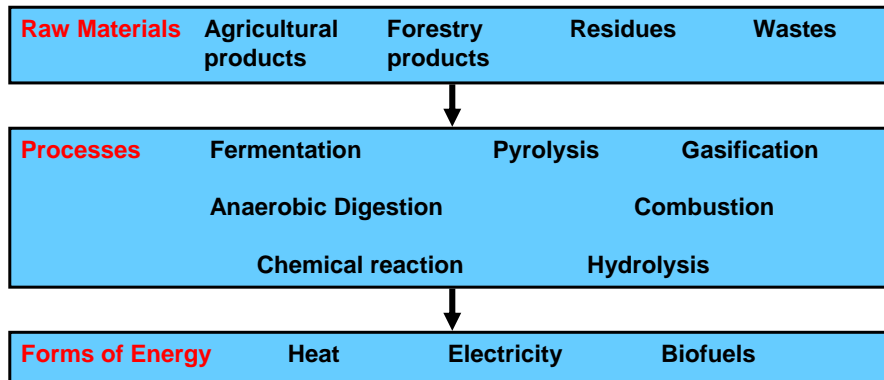 Raw Materials Agricultural Forestry Residues Wastes
products products
Processes Fermentation Pyrolysis Gasification
Anaerobic Digestion Combustion
Chemical reaction Hydrolysis
Forms of Energy Heat Electricity Biofuels